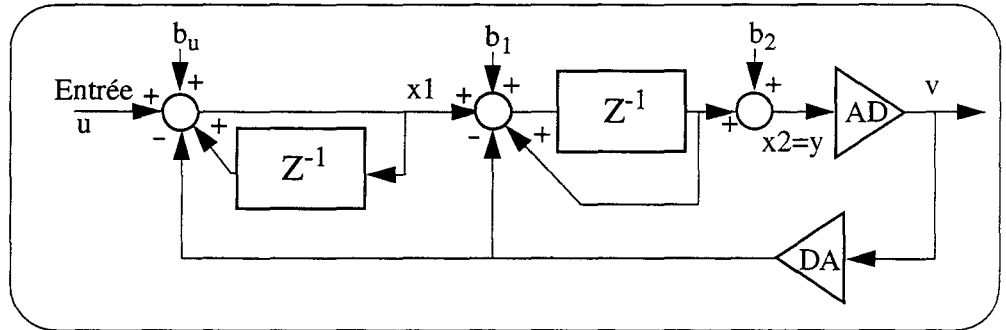 b_u
b_1
b_2
Entrée
u
+
+
-
+
x1
+
+
-
+
Z^{-1}
Z^{-1}
+
+
x2=y
AD
v
DA